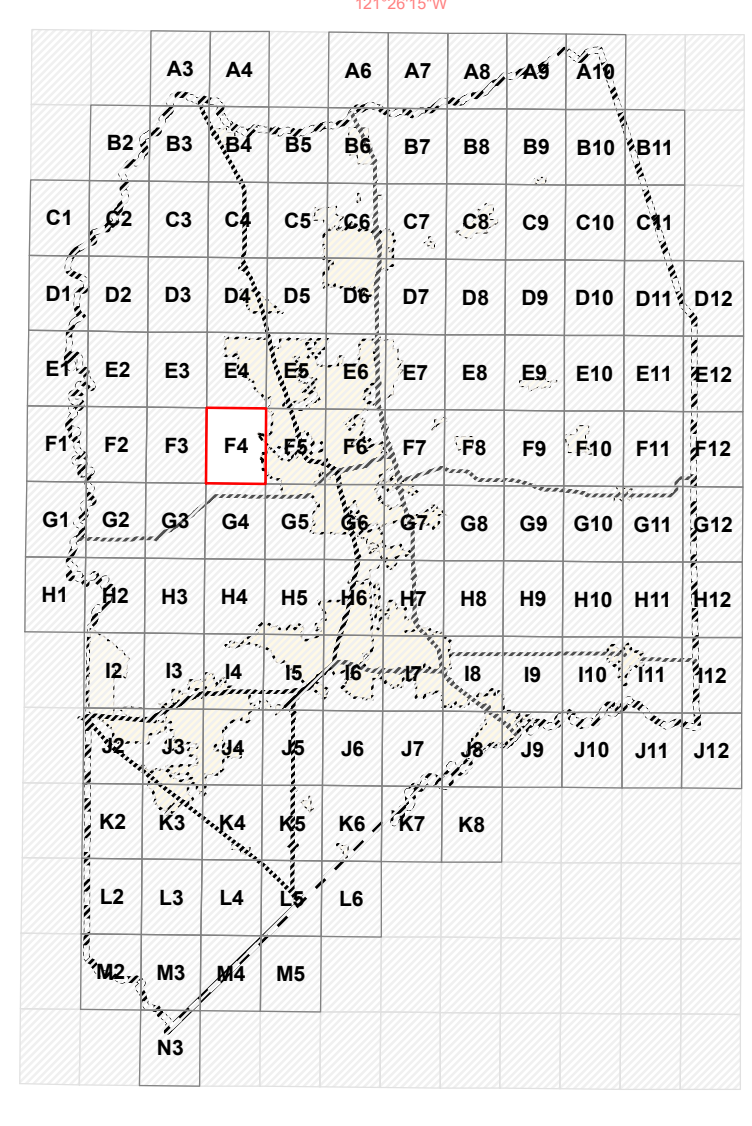 121°26'15"W
A3 A4 A6 A7 A8 A9 A10
B2 B3 B4 B5 B6 B7 B8 B9 B10 B11
C1 C2 C3 C4 C5 C6 C7 C8 C9 C10 C11
D1 D2 D3 D4 D5 D6 D7 D8 D9 D10 D11 D12
E1 E2 E3 E4 E5 E6 E7 E8 E9 E10 E11 E12
F1 F2 F3 F4 F5 F6 F7 F8 F9 F10 F11 F12
G1 G2 G3 G4 G5 G6 G7 G8 G9 G10 G11 G12
H1 H2 H3 H4 H5 H6 H7 H8 H9 H10 H11 H12
I2 I3 I4 I5 I6 I7 I8 I9 I10 I11 I12
J2 J3 J4 J5 J6 J7 J8 J9 J10 J11 J12
K2 K3 K4 K5 K6 K7 K8
L2 L3 L4 L5 L6
M2 M3 M4 M5
N3